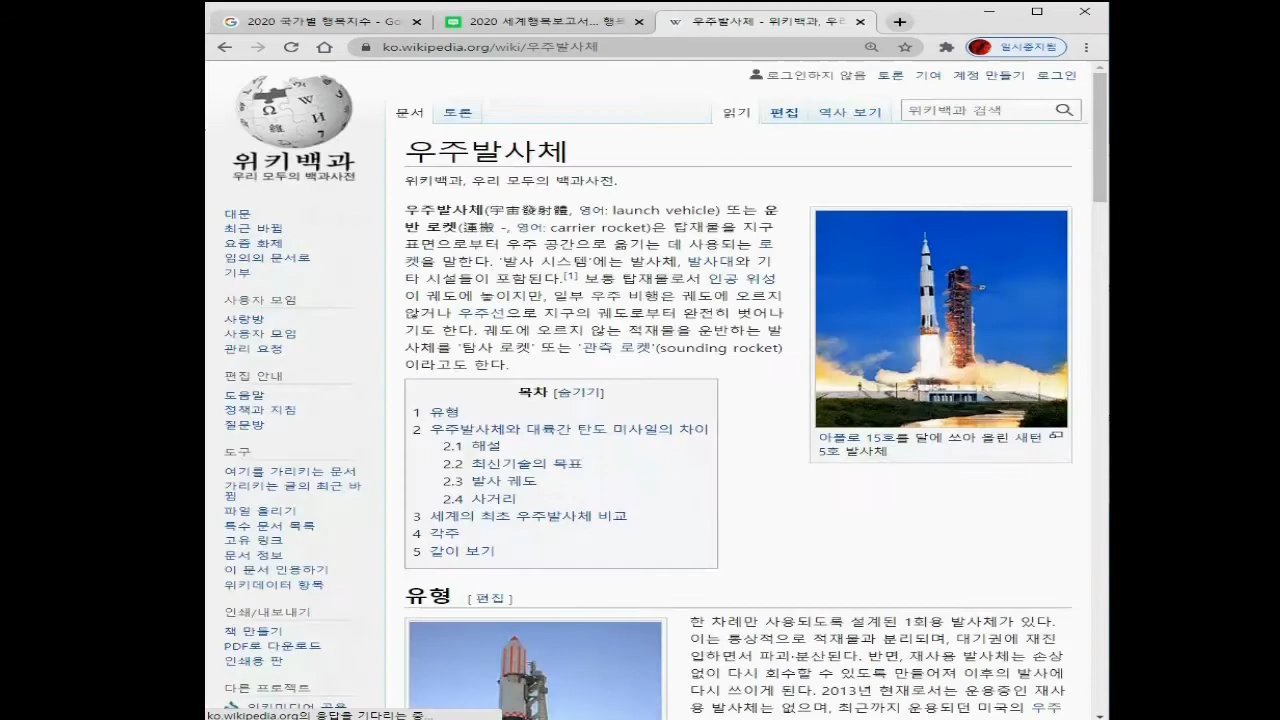 2020 국가별 행복지수 - Go
2020 세계행복보고서... 행
우주발사체 - 위키백과, 우리
ko.wikipedia.org/wiki/우주발사체
일시중지됨
로그인하지 않음 토론 기여 계정 만들기 로그인
문서 토론 읽기 편집 역사 보기 위키백과 검색
위키백과
우리 모두의 백과사전
대문
최근 바뀜
요즘 화제
임의의 문서로
기부
사용자 모임
사랑방
사용자 모임
관리 요청
편집 안내
도움말
정책과 지침
질문방
도구
여기를 가리키는 문서
가리키는 글의 최근 바
뀜
파일 올리기
특수 문서 목록
고유 링크
문서 정보
이 문서 인용하기
위키데이터 항목
인쇄/내보내기
책 만들기
PDF로 다운로드
인쇄용 판
다른 프로젝트
위키미디어 공용
ko.wikipedia.org의 응답을 기다리는 중...
우주발사체
위키백과, 우리 모두의 백과사전.
우주발사체(宇宙發射體, 영어: launch vehicle) 또는 운
반 로켓(運搬 -, 영어: carrier rocket)은 탑재물을 지구
표면으로부터 우주 공간으로 옮기는 데 사용되는 로
켓을 말한다. '발사 시스템'에는 발사체, 발사대와 기
타 시설들이 포함된다.[1] 보통 탑재물로서 인공 위성
이 궤도에 놓이지만, 일부 우주 비행은 궤도에 오르지
않거나 우주선으로 지구의 궤도로부터 완전히 벗어나
기도 한다. 궤도에 오르지 않는 적재물을 운반하는 발
사체를 '탐사 로켓' 또는 '관측 로켓'(sounding rocket)
이라고도 한다.
아폴로 15호를 달에 쏘아 올린 새턴
5호 발사체
목차 [숨기기]
1 유형
2 우주발사체와 대륙간 탄도 미사일의 차이
2.1 해설
2.2 최신기술의 목표
2.3 발사 궤도
2.4 사거리
3 세계의 최초 우주발사체 비교
4 각주
5 같이 보기
유형 [ 편집 ]
한 차례만 사용되도록 설계된 1회용 발사체가 있다.
이는 통상적으로 적재물과 분리되며, 대기권에 재진
입하면서 파괴·분산된다. 반면, 재사용 발사체는 손상
없이 다시 회수할 수 있도록 만들어져 이후의 발사에
다시 쓰이게 된다. 2013년 현재로서는 운용중인 재사
용 발사체는 없으며, 최근까지 운용되던 미국의 우주